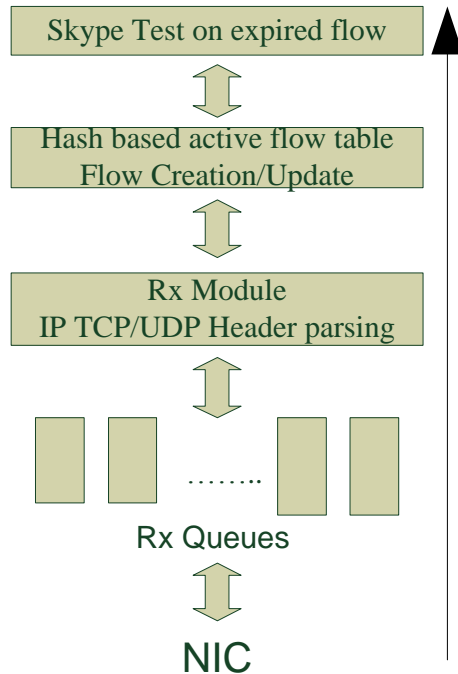 Skype Test on expired flow
Hash based active flow table
Flow Creation/Update
Rx Module
IP TCP/UDP Header parsing
........
Rx Queues
NIC